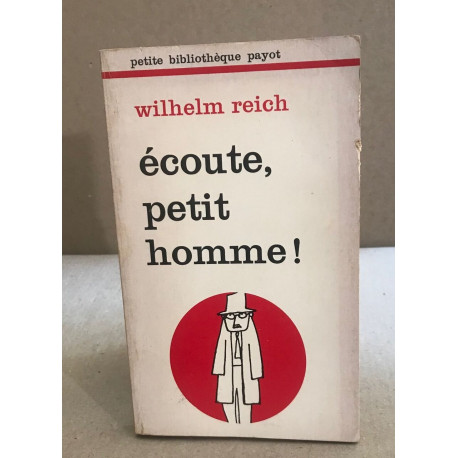 petite bibliothèque payot
wilhelm reich
écoute,
petit
homme!